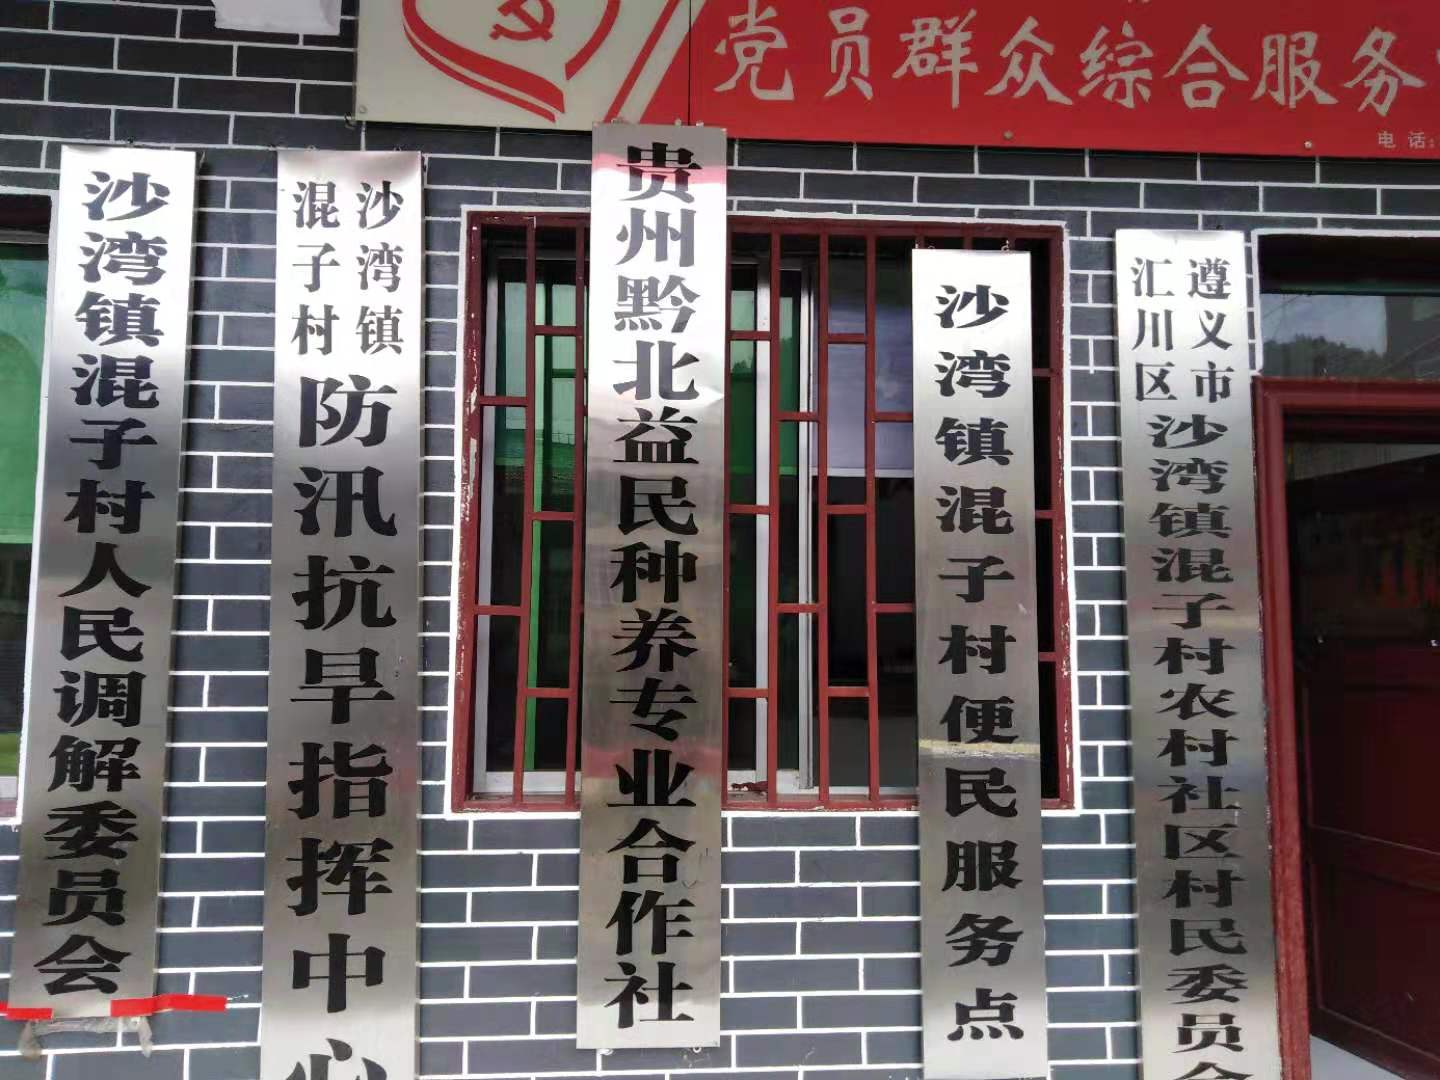 党员群众综合服务
电话:
沙湾镇混子村人民调解委员会
沙湾镇
混子村
防汛抗旱指挥中心
贵州黔北益民种养专业合作社
沙湾镇混子村便民服务点
遵义市
汇川区
沙湾镇混子村农村社区村民委员会